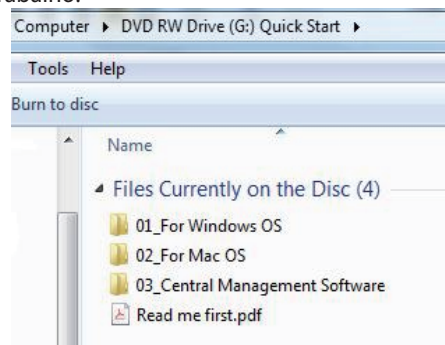 Computer ▸ DVD RW Drive (G:) Quick Start ▸
Tools Help
Burn to disc
Name
Files Currently on the Disc (4)
01_For Windows OS
02_For Mac OS
03_Central Management Software
Read me first.pdf